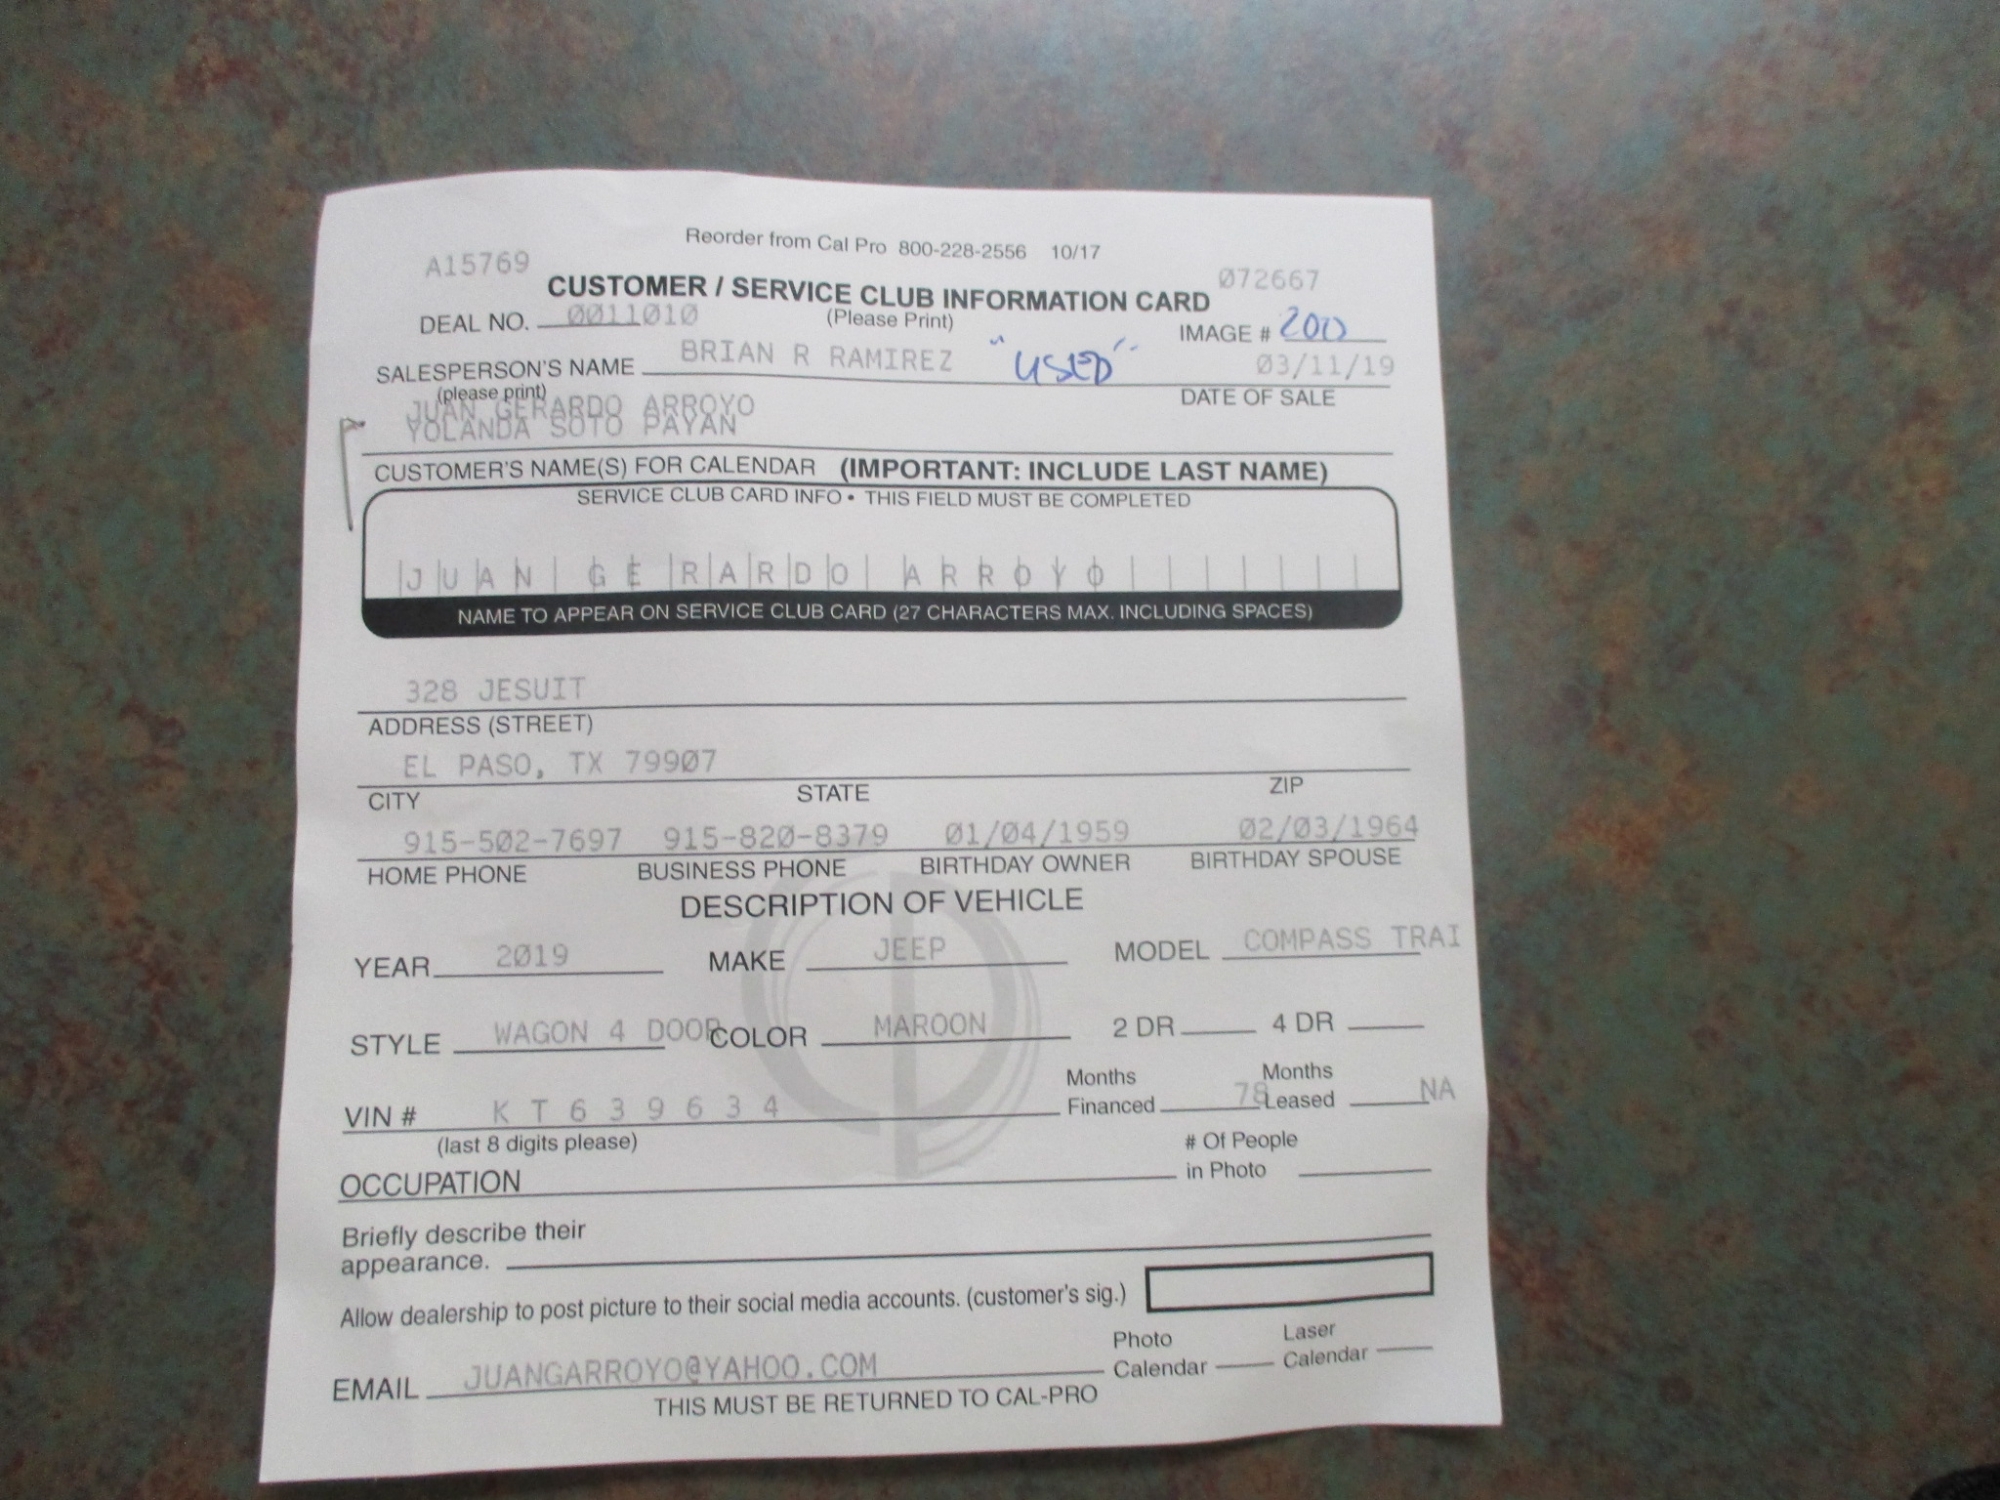 Reorder from Cal Pro 800-228-2556 10/17
A15769 072667
CUSTOMER / SERVICE CLUB INFORMATION CARD
DEAL NO. 0011010 (Please Print) IMAGE # 200
SALESPERSON'S NAME BRIAN R RAMIREZ "USED" 03/11/19
(please print) DATE OF SALE
JUAN GERARDO ARROYO
YOLANDA SOTO PAYAN
CUSTOMER'S NAME(S) FOR CALENDAR (IMPORTANT: INCLUDE LAST NAME)
SERVICE CLUB CARD INFO • THIS FIELD MUST BE COMPLETED
JUAN GERARDO ARROYO
NAME TO APPEAR ON SERVICE CLUB CARD (27 CHARACTERS MAX. INCLUDING SPACES)
328 JESUIT
ADDRESS (STREET)
EL PASO, TX 79907
CITY STATE ZIP
915-502-7697 915-820-8379 01/04/1959 02/03/1964
HOME PHONE BUSINESS PHONE BIRTHDAY OWNER BIRTHDAY SPOUSE
DESCRIPTION OF VEHICLE
YEAR 2019 MAKE JEEP MODEL COMPASS TRAI
STYLE WAGON 4 DOOR COLOR MAROON 2 DR 4 DR
Months Months
VIN # K T 6 3 9 6 3 4 Financed 78 Leased NA
(last 8 digits please) # Of People
OCCUPATION in Photo
Briefly describe their
appearance.
Allow dealership to post picture to their social media accounts. (customer's sig.)
Photo Laser
EMAIL JUANGARROYO@YAHOO.COM Calendar Calendar
THIS MUST BE RETURNED TO CAL-PRO